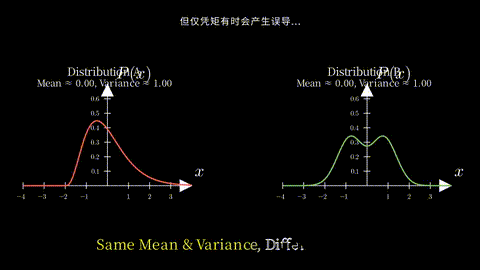 但仅凭矩有时会产生误导...
Distribution A
P(x)
Mean ≈ 0.00, Variance ≈ 1.00
0.6
0.5
0.4
0.3
0.2
0.1
x
−4 −3 −2 −1 1 2 3
Distribution B
P(x)
Mean ≈ 0.00, Variance ≈ 1.00
0.6
0.5
0.4
0.3
0.2
0.1
x
−4 −3 −2 −1 1 2 3
Same Mean & Variance, Diffe